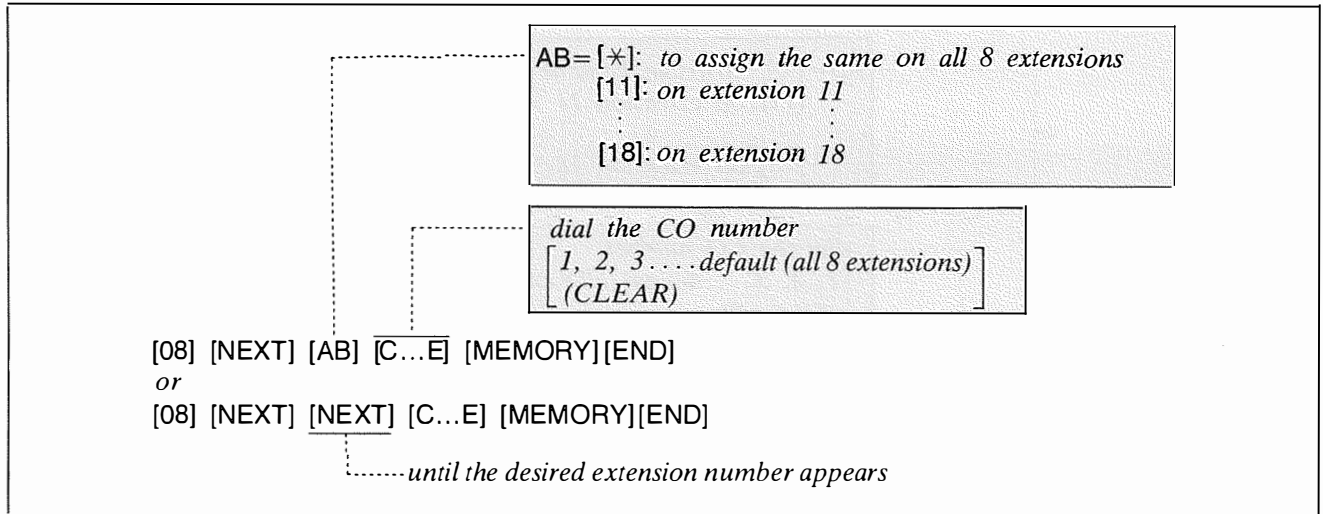 AB=[*]: to assign the same on all 8 extensions
[11]: on extension 11
[18]: on extension 18
dial the CO number
1, 2, 3....default (all 8 extensions)
(CLEAR)
[08] [NEXT] [AB] [C...E] [MEMORY][END]
or
[08] [NEXT] [NEXT] [C...E] [MEMORY][END]
until the desired extension number appears